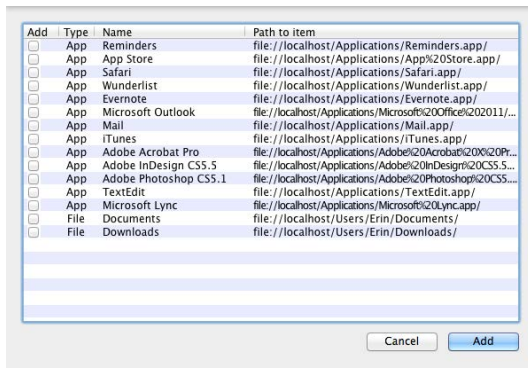 Add Type Name Path to item
App Reminders file://localhost/Applications/Reminders.app/
App App Store file://localhost/Applications/App%20Store.app/
App Safari file://localhost/Applications/Safari.app/
App Wunderlist file://localhost/Applications/Wunderlist.app/
App Evernote file://localhost/Applications/Evernote.app/
App Microsoft Outlook file://localhost/Applications/Microsoft%20Office%202011/...
App Mail file://localhost/Applications/Mail.app/
App iTunes file://localhost/Applications/iTunes.app/
App Adobe Acrobat Pro file://localhost/Applications/Adobe%20Acrobat%20X%20Pr...
App Adobe InDesign CS5.5 file://localhost/Applications/Adobe%20InDesign%20CS5.5...
App Adobe Photoshop CS5.1 file://localhost/Applications/Adobe%20Photoshop%20CS5....
App TextEdit file://localhost/Applications/TextEdit.app/
App Microsoft Lync file://localhost/Applications/Microsoft%20Lync.app/
File Documents file://localhost/Users/Erin/Documents/
File Downloads file://localhost/Users/Erin/Downloads/
Cancel Add